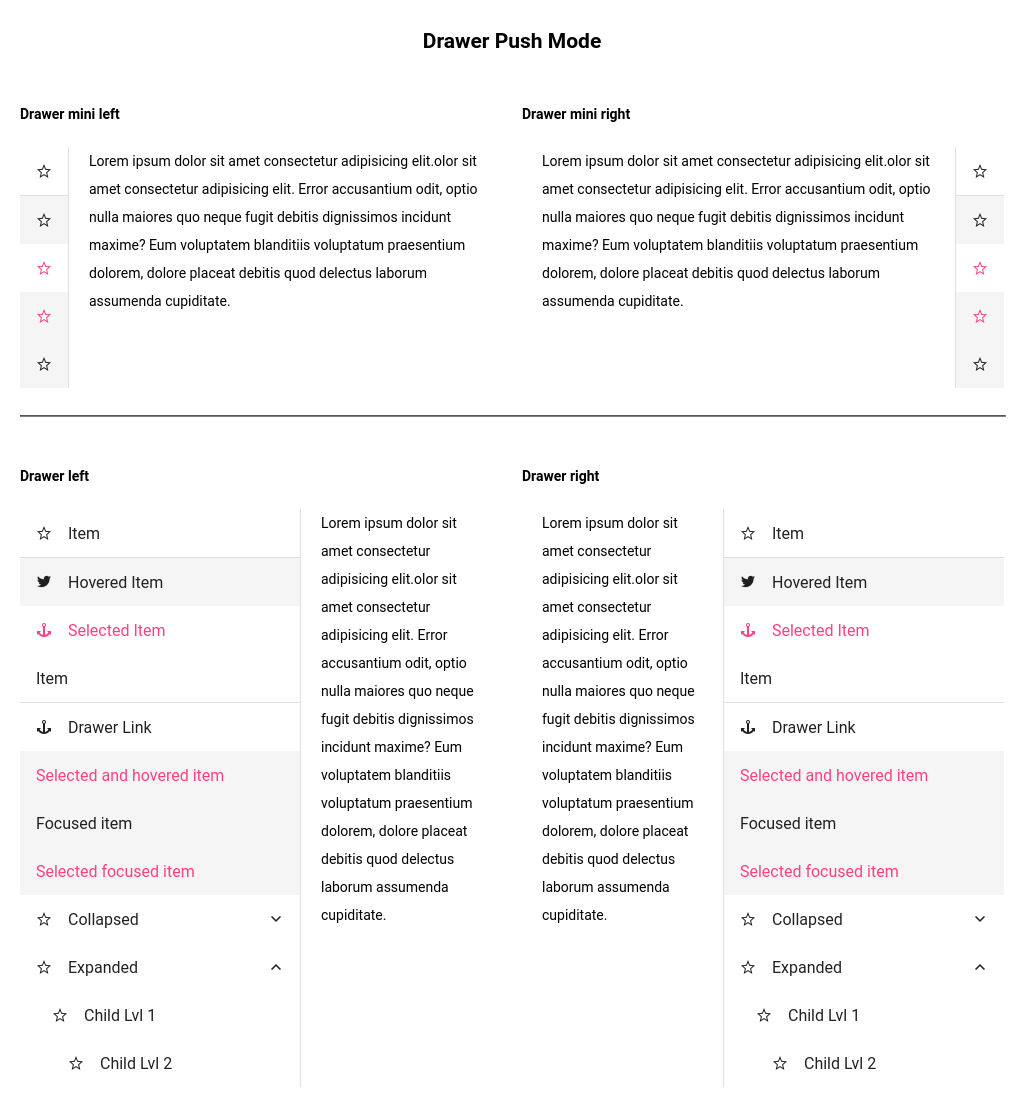 Drawer Push Mode
Drawer mini left
Lorem ipsum dolor sit amet consectetur adipisicing elit.olor sit
amet consectetur adipisicing elit. Error accusantium odit, optio
nulla maiores quo neque fugit debitis dignissimos incidunt
maxime? Eum voluptatem blanditiis voluptatum praesentium
dolorem, dolore placeat debitis quod delectus laborum
assumenda cupiditate.
Drawer mini right
Lorem ipsum dolor sit amet consectetur adipisicing elit.olor sit
amet consectetur adipisicing elit. Error accusantium odit, optio
nulla maiores quo neque fugit debitis dignissimos incidunt
maxime? Eum voluptatem blanditiis voluptatum praesentium
dolorem, dolore placeat debitis quod delectus laborum
assumenda cupiditate.
Drawer left
Item
Hovered Item
Selected Item
Item
Drawer Link
Selected and hovered item
Focused item
Selected focused item
Collapsed
Expanded
Child Lvl 1
Child Lvl 2
Lorem ipsum dolor sit
amet consectetur
adipisicing elit.olor sit
amet consectetur
adipisicing elit. Error
accusantium odit, optio
nulla maiores quo neque
fugit debitis dignissimos
incidunt maxime? Eum
voluptatem blanditiis
voluptatum praesentium
dolorem, dolore placeat
debitis quod delectus
laborum assumenda
cupiditate.
Drawer right
Lorem ipsum dolor sit
amet consectetur
adipisicing elit.olor sit
amet consectetur
adipisicing elit. Error
accusantium odit, optio
nulla maiores quo neque
fugit debitis dignissimos
incidunt maxime? Eum
voluptatem blanditiis
voluptatum praesentium
dolorem, dolore placeat
debitis quod delectus
laborum assumenda
cupiditate.
Item
Hovered Item
Selected Item
Item
Drawer Link
Selected and hovered item
Focused item
Selected focused item
Collapsed
Expanded
Child Lvl 1
Child Lvl 2